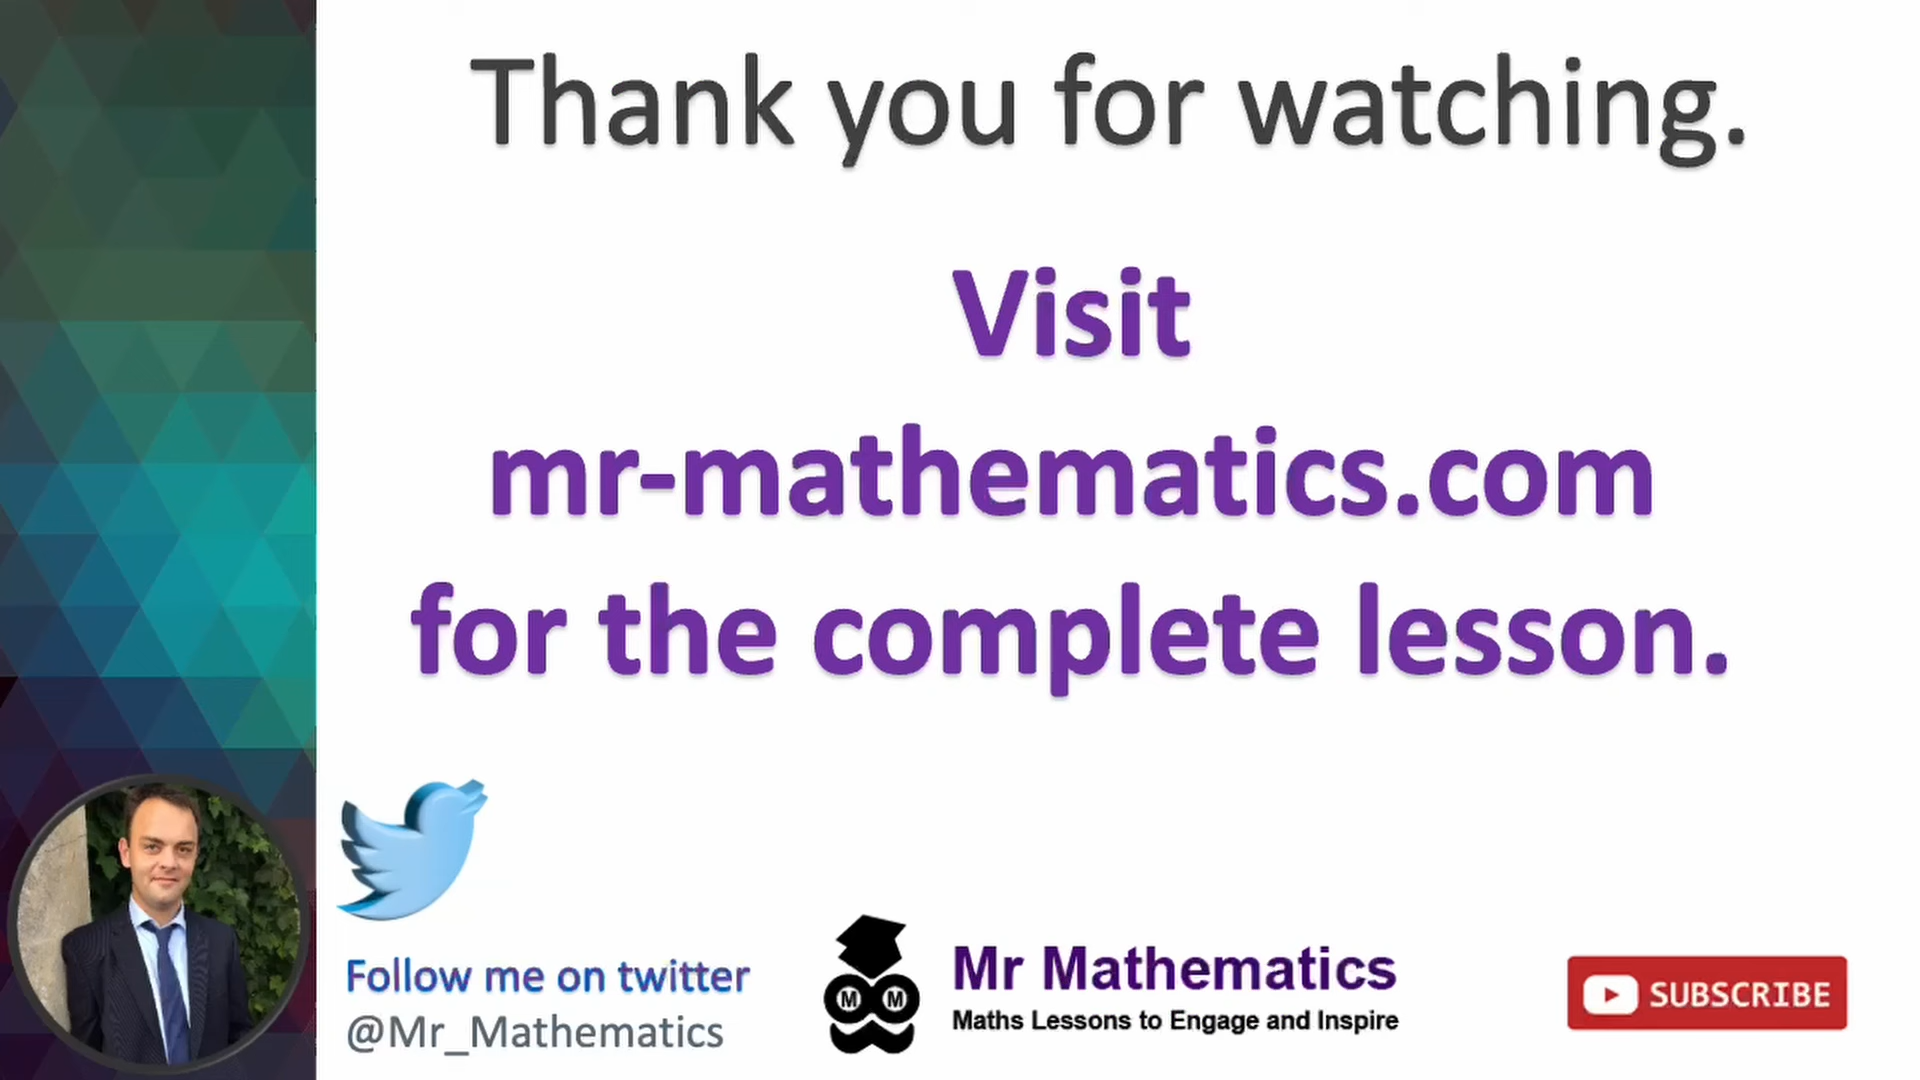 Thank you for watching.
Visit
mr-mathematics.com
for the complete lesson.
Follow me on twitter
@Mr_Mathematics
M M
Mr Mathematics
Maths Lessons to Engage and Inspire
SUBSCRIBE